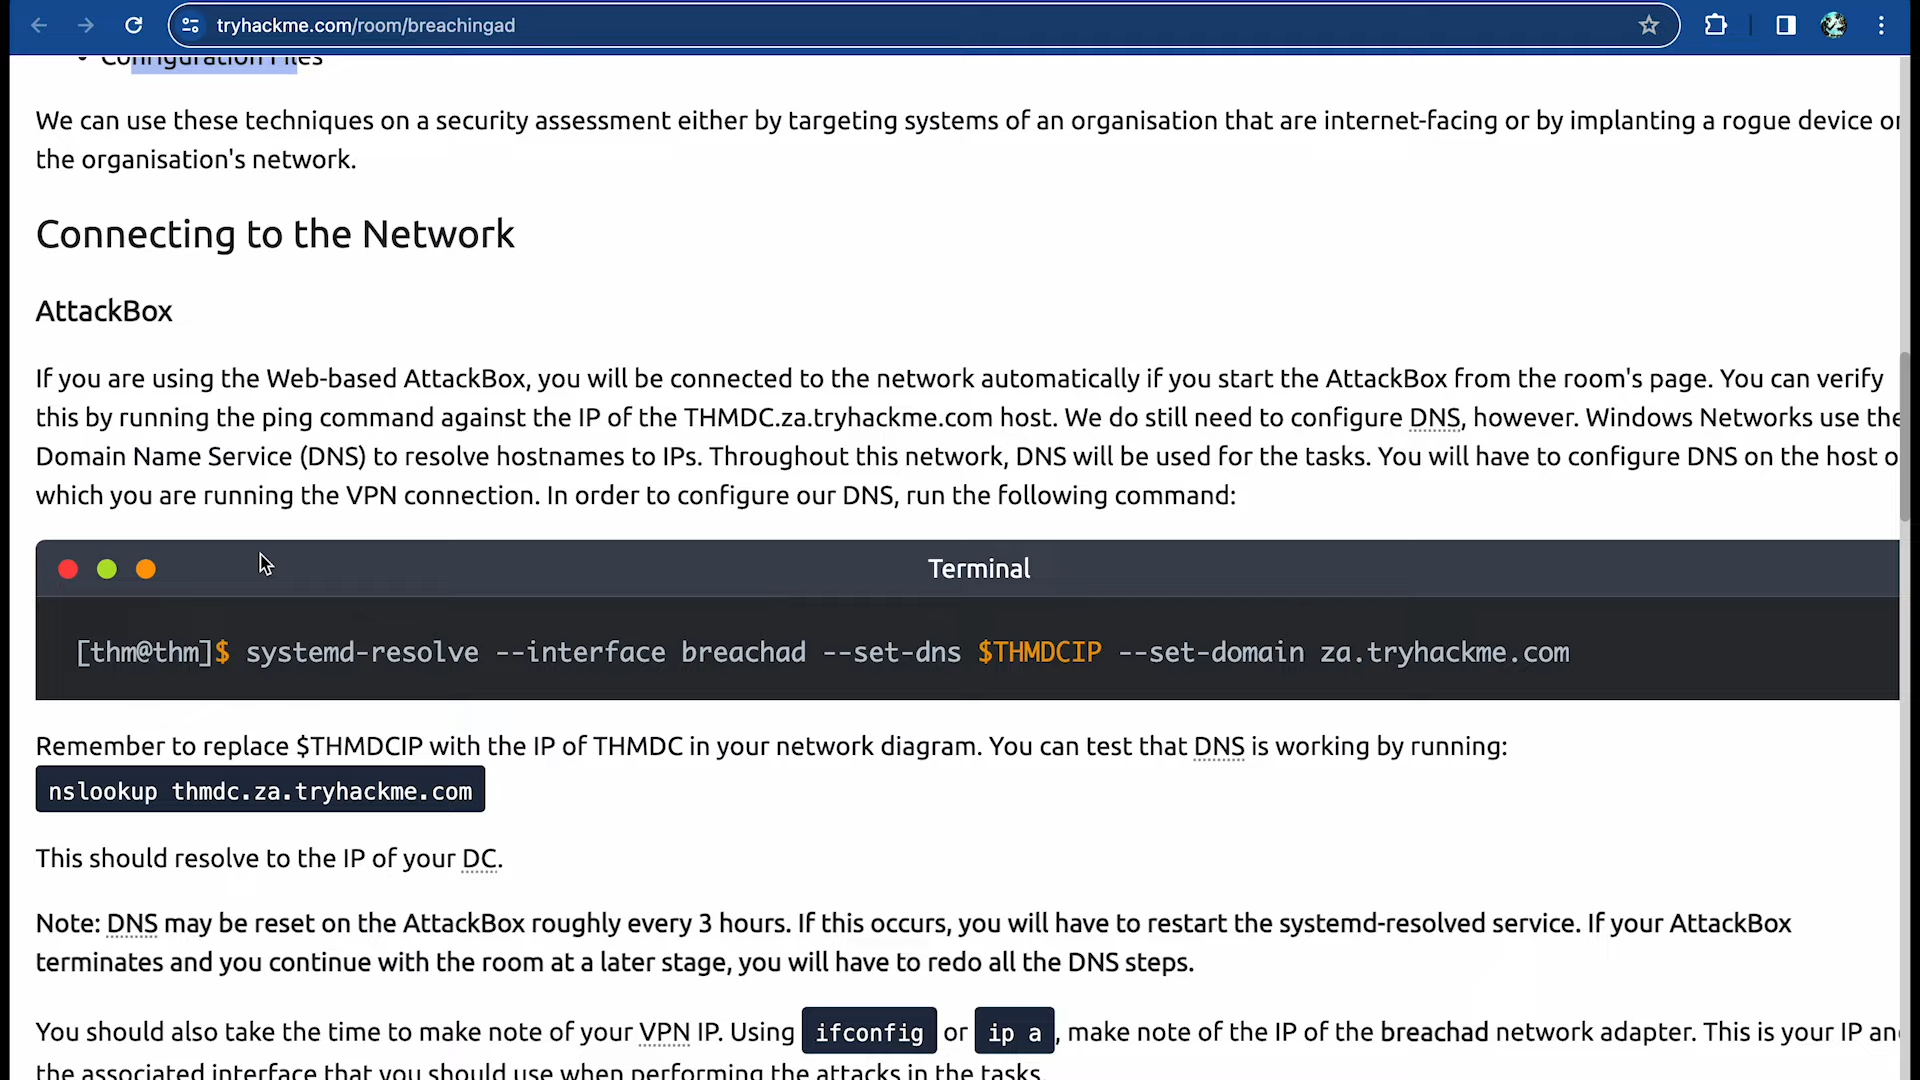 tryhackme.com/room/breachingad
• Configuration Files
We can use these techniques on a security assessment either by targeting systems of an organisation that are internet-facing or by implanting a rogue device
the organisation's network.
Connecting to the Network
AttackBox
If you are using the Web-based AttackBox, you will be connected to the network automatically if you start the AttackBox from the room's page. You can verify
this by running the ping command against the IP of the THMDC.za.tryhackme.com host. We do still need to configure DNS, however. Windows Networks use the
Domain Name Service (DNS) to resolve hostnames to IPs. Throughout this network, DNS will be used for the tasks. You will have to configure DNS on the host
which you are running the VPN connection. In order to configure our DNS, run the following command:
Terminal
[thm@thm]$ systemd-resolve --interface breachad --set-dns $THMDCIP --set-domain za.tryhackme.com
Remember to replace $THMDCIP with the IP of THMDC in your network diagram. You can test that DNS is working by running:
nslookup thmdc.za.tryhackme.com
This should resolve to the IP of your DC.
Note: DNS may be reset on the AttackBox roughly every 3 hours. If this occurs, you will have to restart the systemd-resolved service. If your AttackBox
terminates and you continue with the room at a later stage, you will have to redo all the DNS steps.
You should also take the time to make note of your VPN IP. Using ifconfig or ip a, make note of the IP of the breachad network adapter. This is your IP
the associated interface that you should use when performing the attacks in the tasks.